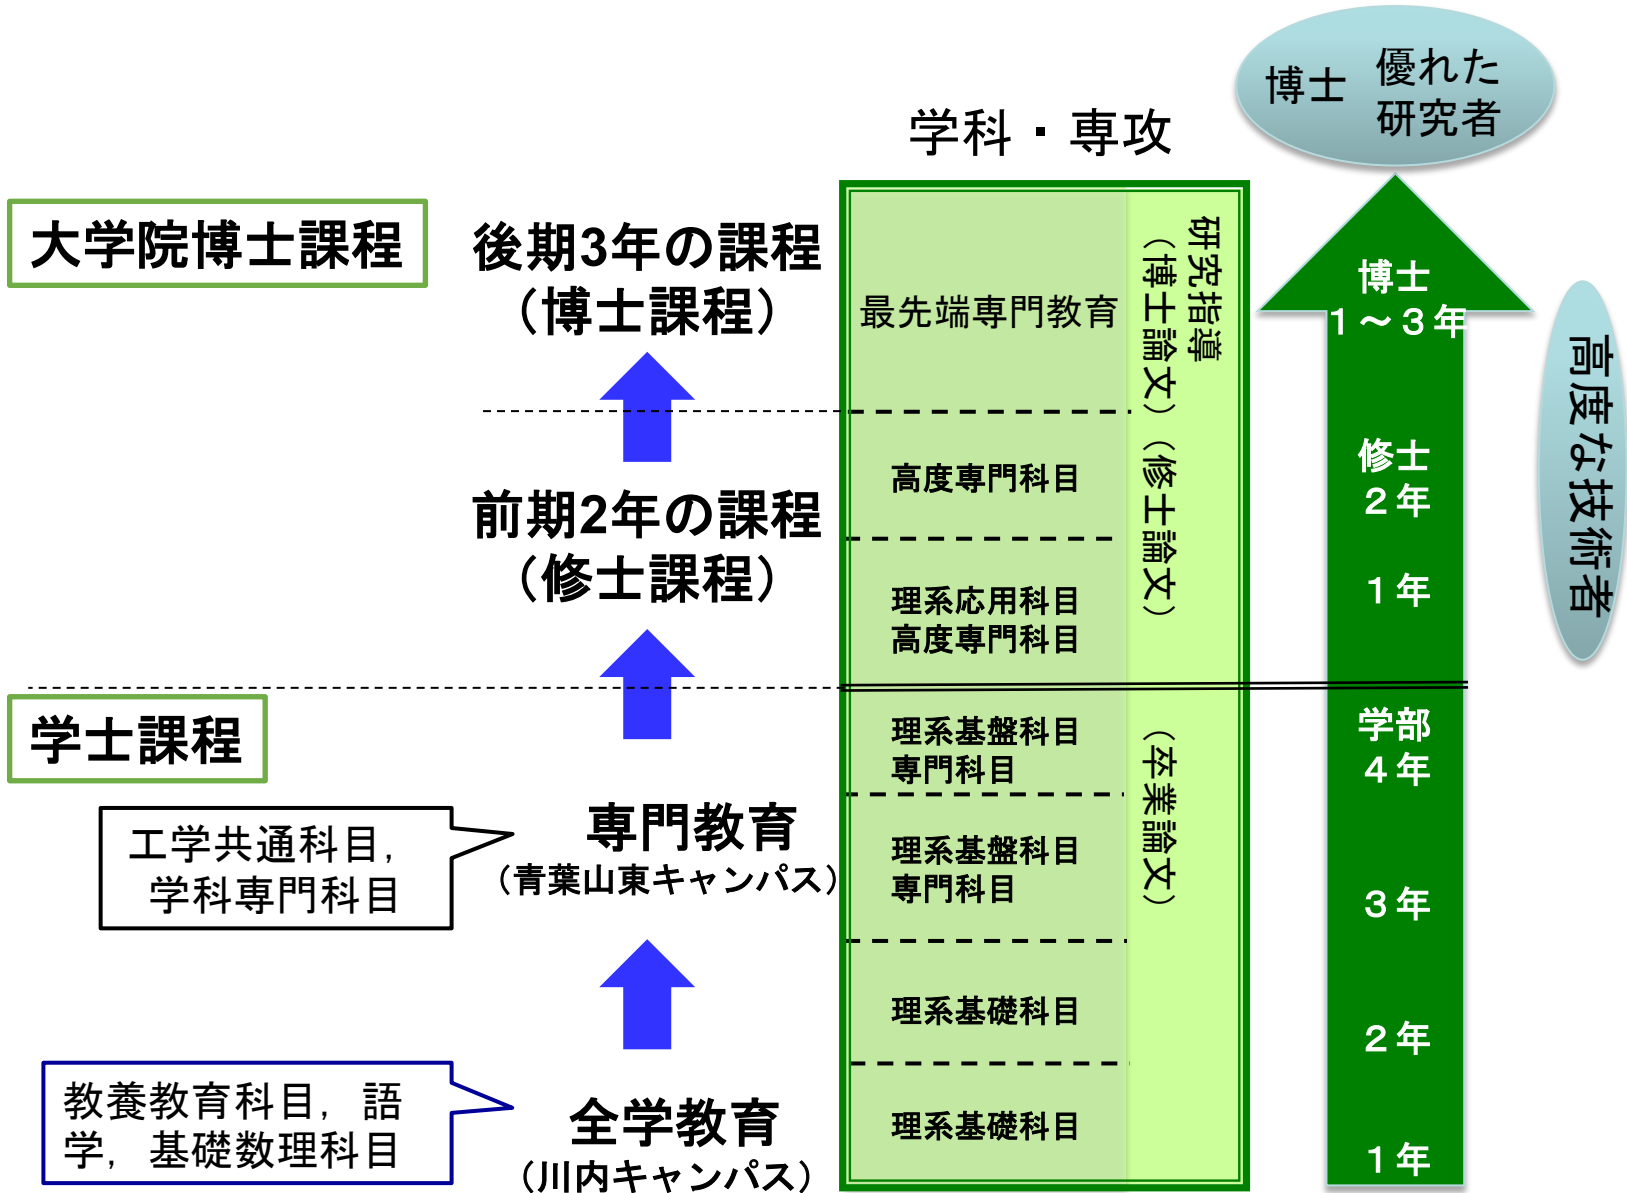 博士
優れた
研究者
学科・専攻
大学院博士課程
後期3年の課程
（博士課程）
最先端専門教育
研究指導
（博士論文）（修士論文）
博士
１～３年
高度な技術者
前期2年の課程
（修士課程）
高度専門科目
修士
２年
理系応用科目
高度専門科目
１年
学士課程
理系基盤科目
専門科目
（卒業論文）
学部
４年
工学共通科目，
学科専門科目
専門教育
（青葉山東キャンパス）
理系基盤科目
専門科目
３年
理系基礎科目
２年
教養教育科目，語
学，基礎数理科目
全学教育
（川内キャンパス）
理系基礎科目
１年